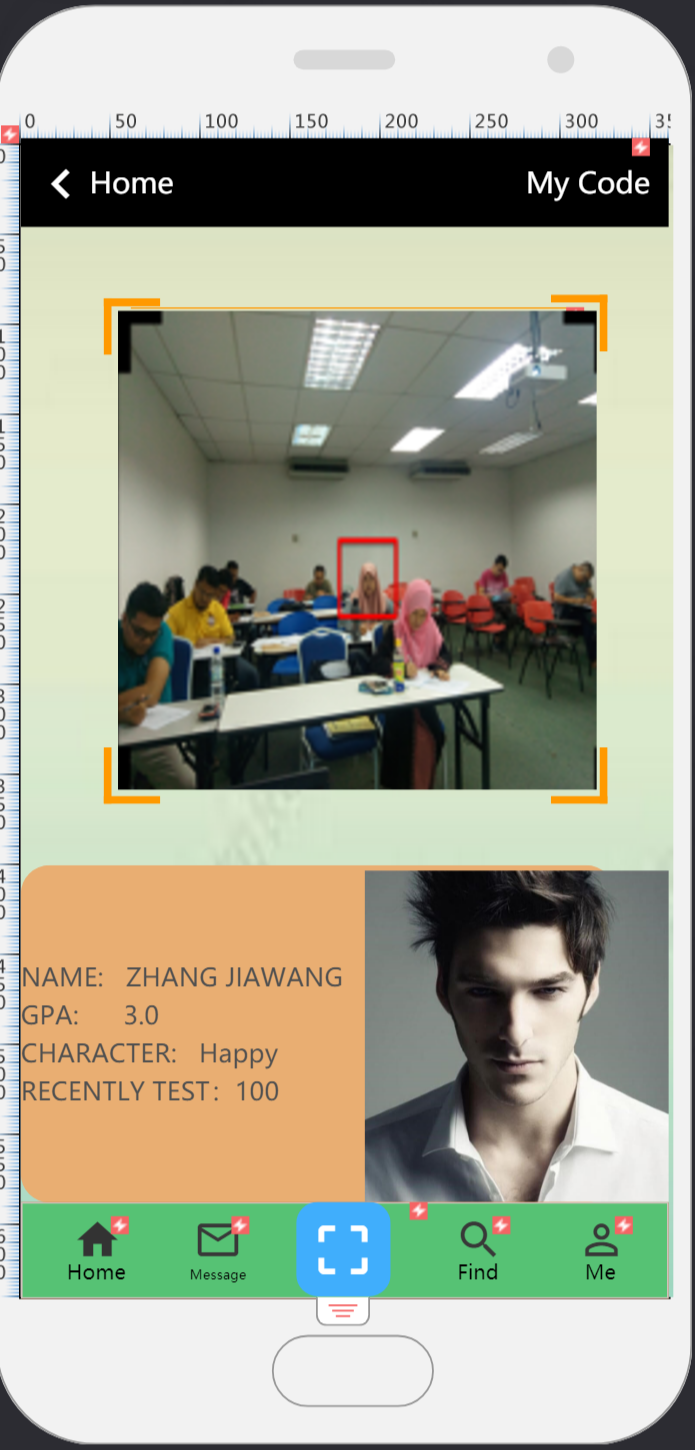 0 50 100 150 200 250 300
Home My Code
NAME: ZHANG JIAWANG
GPA: 3.0
CHARACTER: Happy
RECENTLY TEST: 100
Home Message Find Me